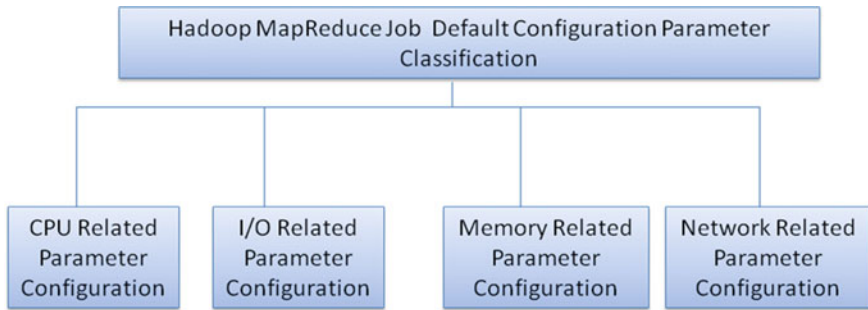 Hadoop MapReduce Job Default Configuration Parameter
Classification
CPU Related
Parameter
Configuration
I/O Related
Parameter
Configuration
Memory Related
Parameter
Configuration
Network Related
Parameter
Configuration